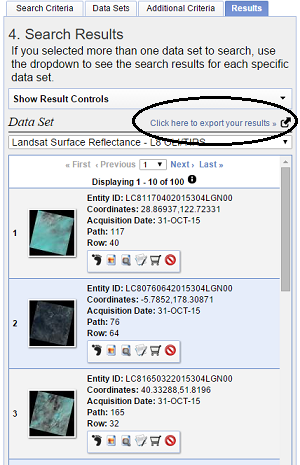 Search Criteria Data Sets Additional Criteria Results
4. Search Results
If you selected more than one data set to search, use
the dropdown to see the search results for each specific
data set.
Show Result Controls
Data Set Click here to export your results »
Landsat Surface Reflectance - L8 OLI/TIRS
« First ‹ Previous 1 Next › Last »
Displaying 1 - 10 of 100
1
Entity ID: LC81170402015304LGN00
Coordinates: 28.86937,122.72331
Acquisition Date: 31-OCT-15
Path: 117
Row: 40
2
Entity ID: LC80760642015304LGN00
Coordinates: -5.7852,178.30871
Acquisition Date: 31-OCT-15
Path: 76
Row: 64
3
Entity ID: LC81650322015304LGN00
Coordinates: 40.33288,51.8196
Acquisition Date: 31-OCT-15
Path: 165
Row: 32